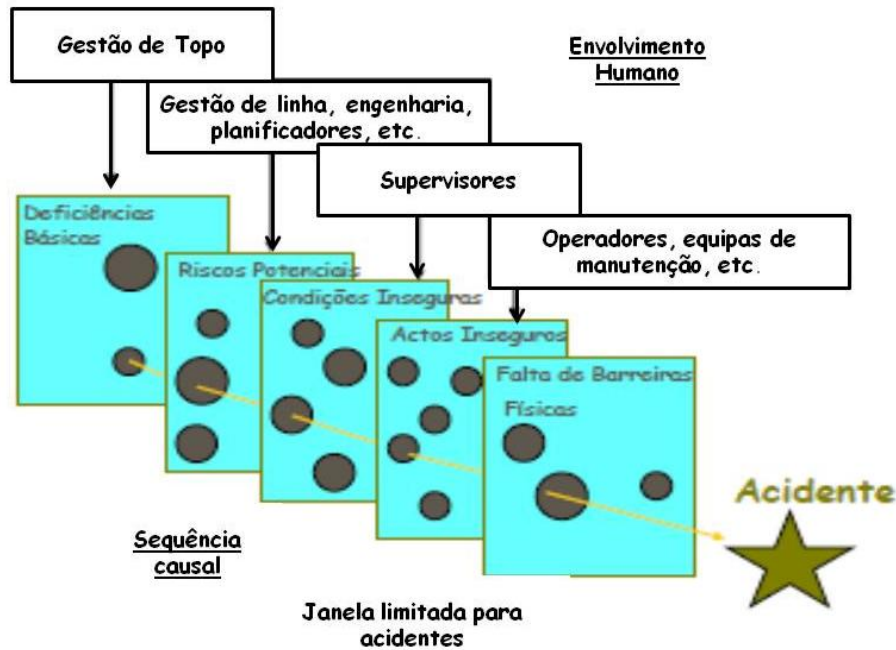 Gestão de Topo
Envolvimento
Humano
Gestão de linha, engenharia,
planificadores, etc.
Supervisores
Operadores, equipas de
manutenção, etc.
Deficiências
Básicas
Riscos Potenciais
Condições Inseguras
Actos Inseguros
Falta de Barreiras
Físicas
Acidente
Sequência
causal
Janela limitada para
acidentes